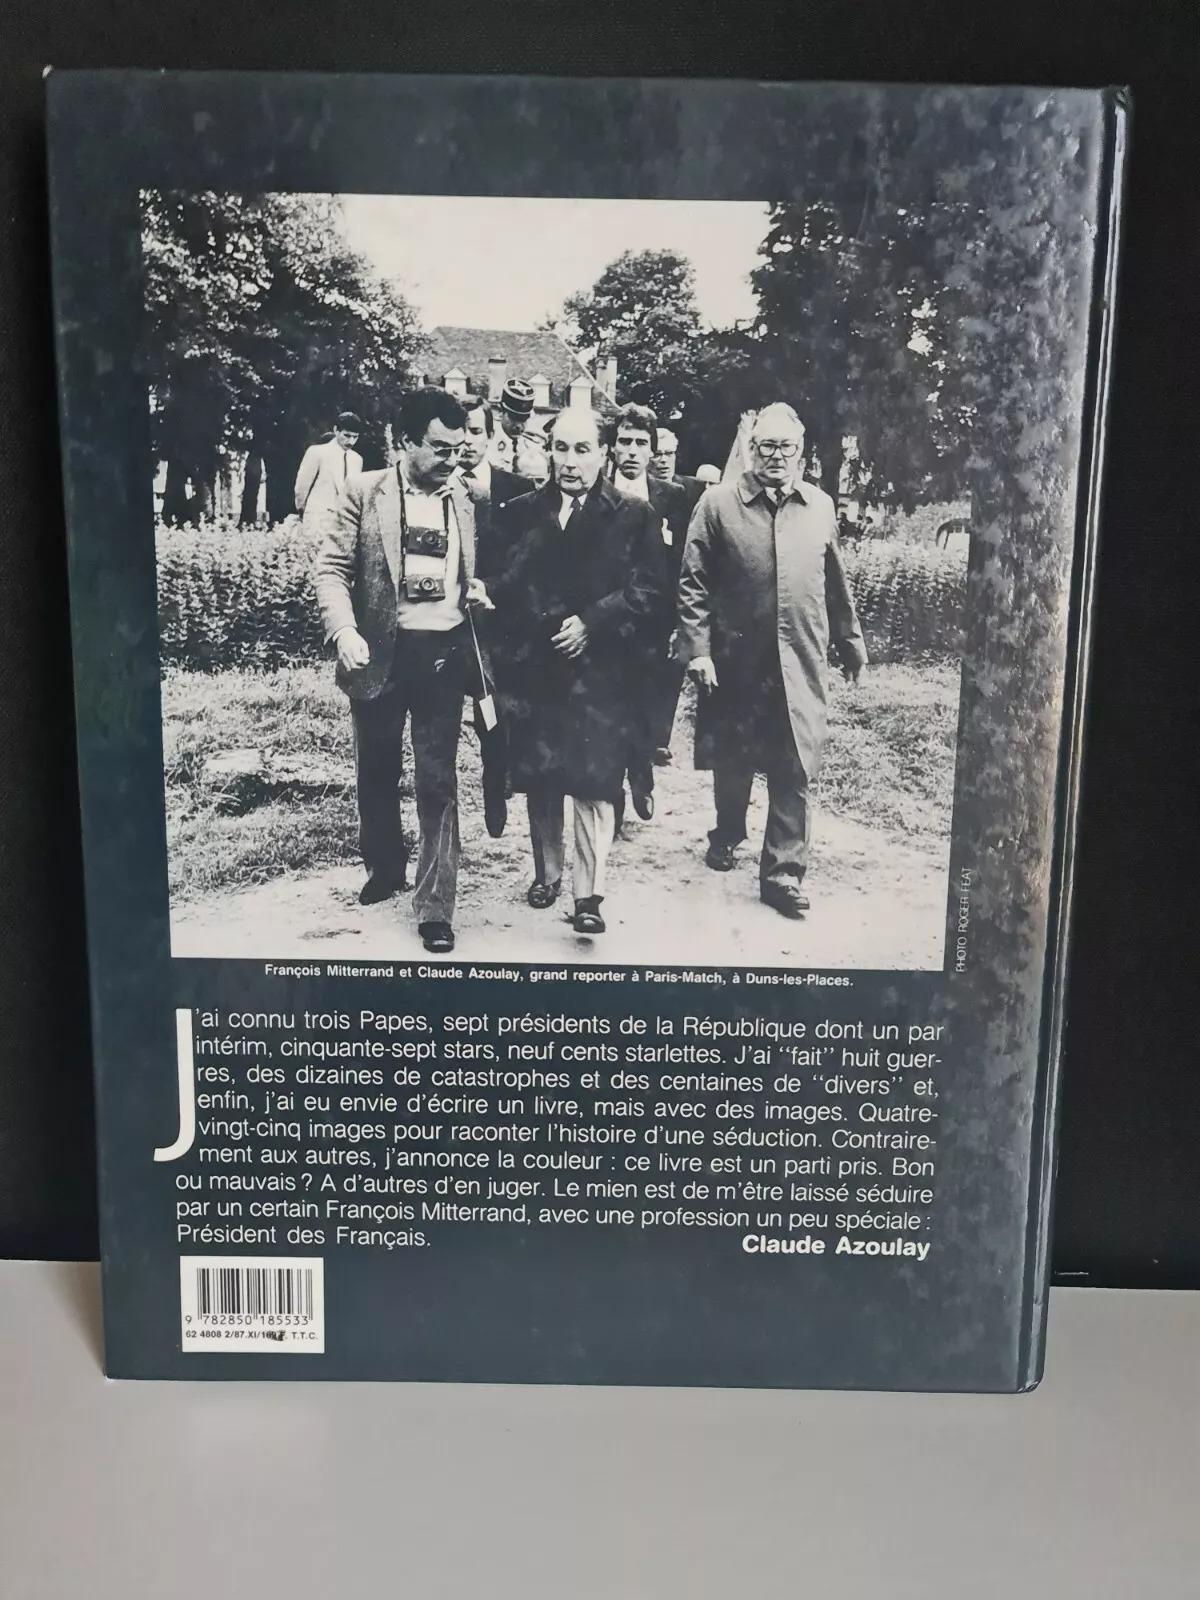 PHOTO ROGER FEAT
François Mitterrand et Claude Azoulay, grand reporter à Paris-Match, à Duns-les-Places.
J'ai connu trois Papes, sept présidents de la République dont un par
intérim, cinquante-sept stars, neuf cents starlettes. J'ai “fait” huit guer-
res, des dizaines de catastrophes et des centaines de “divers” et,
enfin, j'ai eu envie d'écrire un livre, mais avec des images. Quatre-
vingt-cinq images pour raconter l'histoire d'une séduction. Contraire-
ment aux autres, j'annonce la couleur : ce livre est un parti pris. Bon
ou mauvais ? A d'autres d'en juger. Le mien est de m'être laissé séduire
par un certain François Mitterrand, avec une profession un peu spéciale :
Président des Français.
Claude Azoulay
9 782850 185533
62 4808 2/87.XI/ T.T.C.